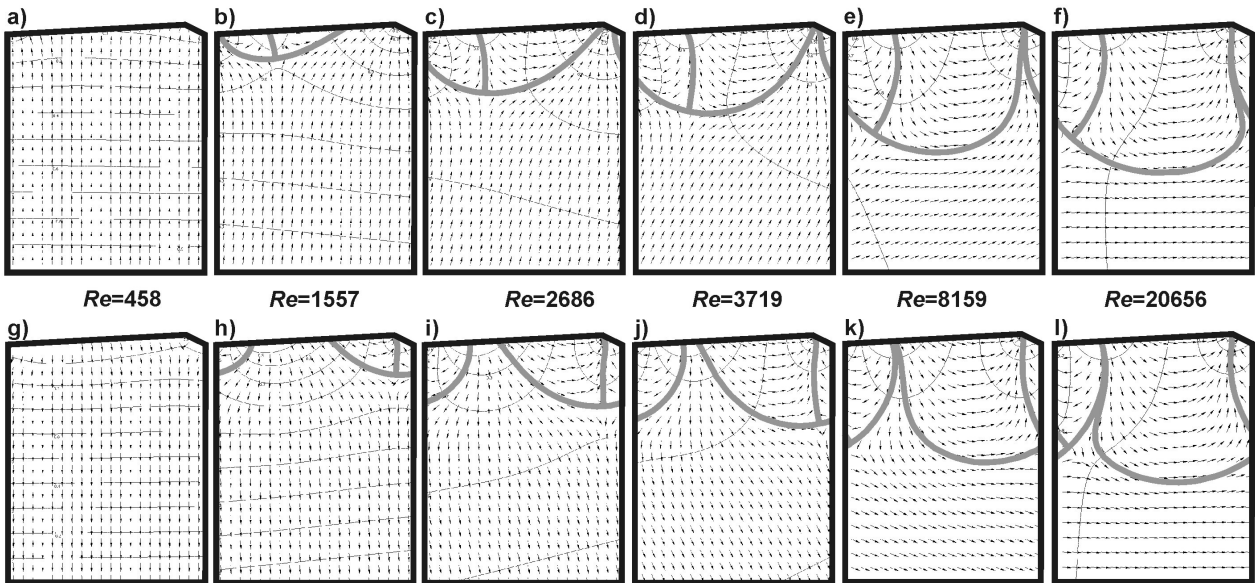 a) b) c) d) e) f)
Re=458 Re=1557 Re=2686 Re=3719 Re=8159 Re=20656
g) h) i) j) k) l)